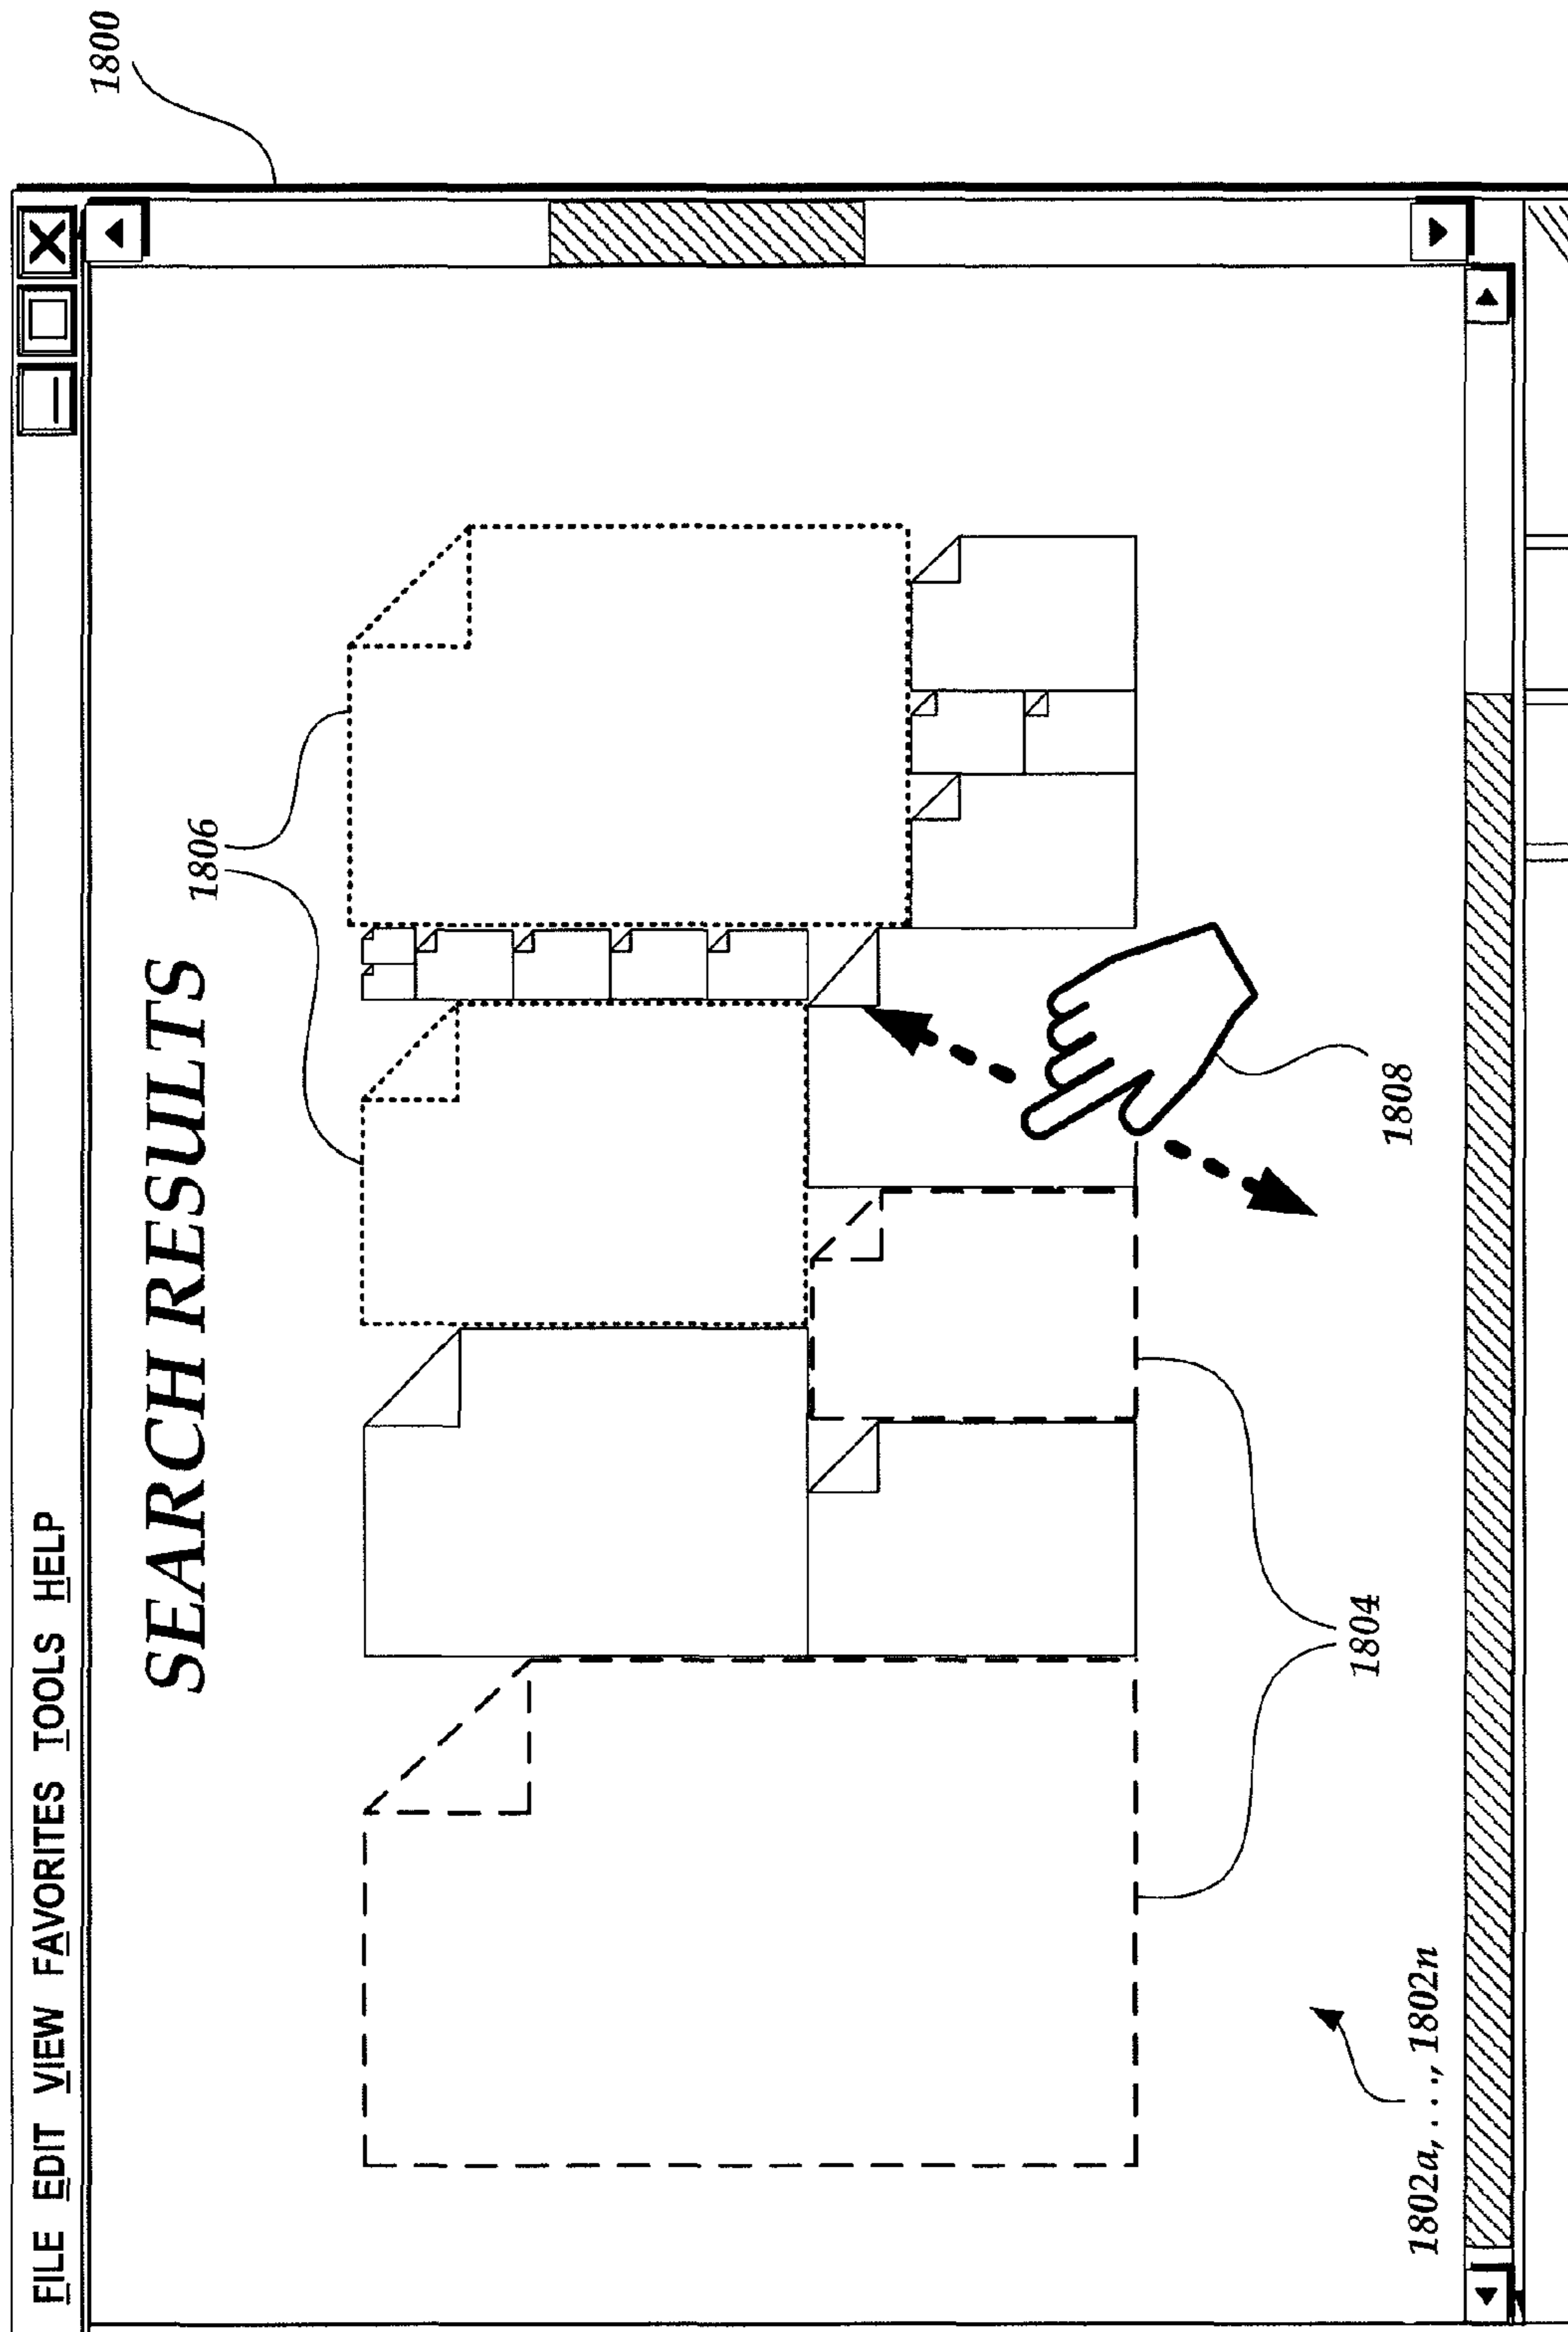 1800
FILE EDIT VIEW FAVORITES TOOLS HELP
SEARCH RESULTS
1806
1808
1804
1802a, . . ., 1802n